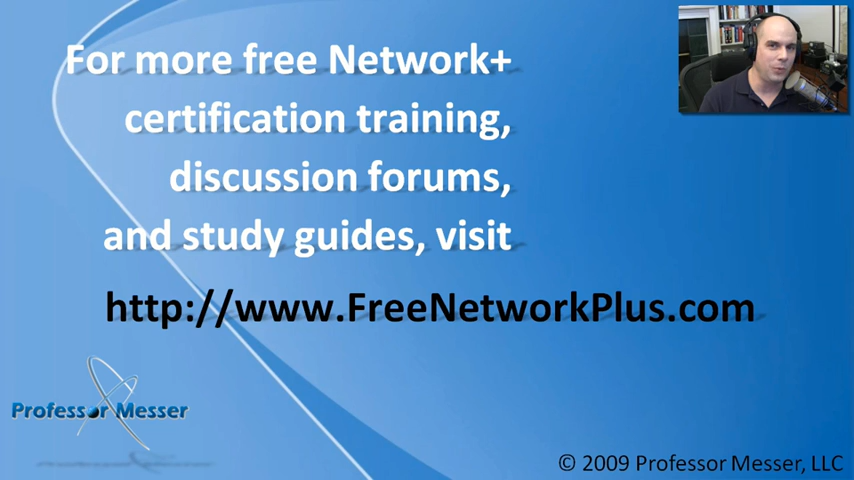 For more free Network+
certification training,
discussion forums,
and study guides, visit
http://www.FreeNetworkPlus.com
Professor Messer
© 2009 Professor Messer, LLC